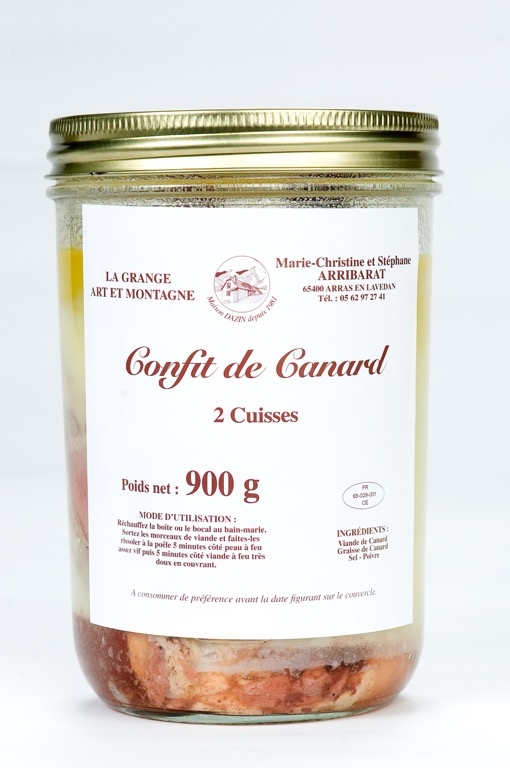 LA GRANGE
ART ET MONTAGNE
Maison DAZIN depuis 1981
Marie-Christine et Stéphane
ARRIBARAT
65400 ARRAS EN LAVEDAN
Tél. : 05 62 97 27 41
Confit de Canard
2 Cuisses
Poids net : 900 g
MODE D'UTILISATION :
Réchauffez la boîte ou le bocal au bain-marie.
Sortez les morceaux de viande et faites-les
rissoler à la poêle 5 minutes côté peau à feu
assez vif puis 5 minutes côté viande à feu très
doux en couvrant.
FR
65-029-001
CE
INGRÉDIENTS :
Viande de Canard
Graisse de Canard
Sel - Poivre
A consommer de préférence avant la date figurant sur le couvercle.